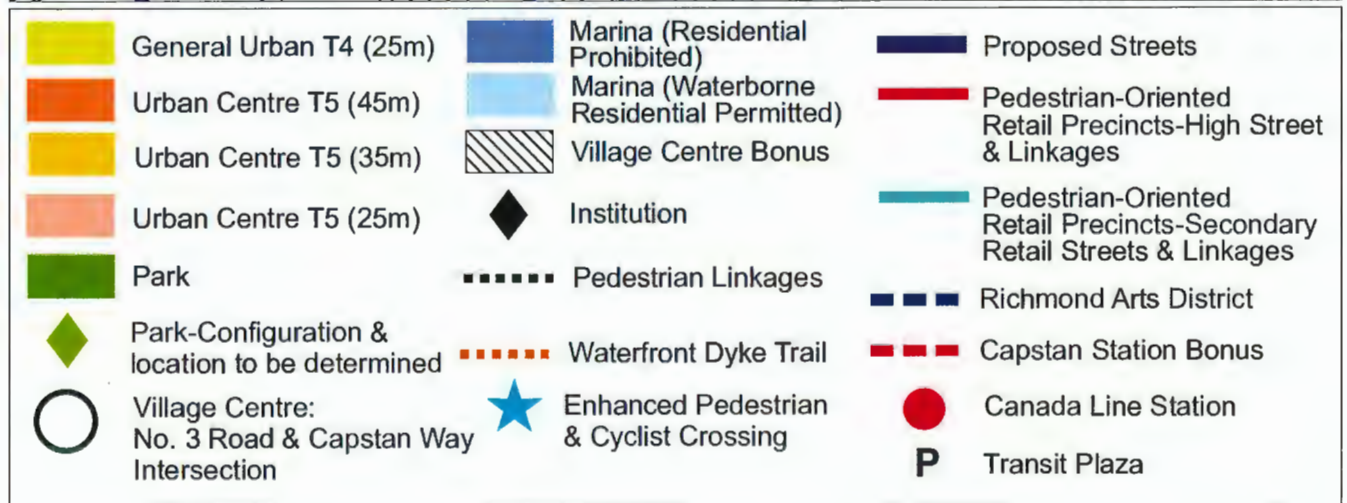 General Urban T4 (25m)
Urban Centre T5 (45m)
Urban Centre T5 (35m)
Urban Centre T5 (25m)
Park
Park-Configuration &
location to be determined
Village Centre:
No. 3 Road & Capstan Way
Intersection
Marina (Residential
Prohibited)
Marina (Waterborne
Residential Permitted)
Village Centre Bonus
Institution
Pedestrian Linkages
Waterfront Dyke Trail
Enhanced Pedestrian
& Cyclist Crossing
Proposed Streets
Pedestrian-Oriented
Retail Precincts-High Street
& Linkages
Pedestrian-Oriented
Retail Precincts-Secondary
Retail Streets & Linkages
Richmond Arts District
Capstan Station Bonus
Canada Line Station
P Transit Plaza